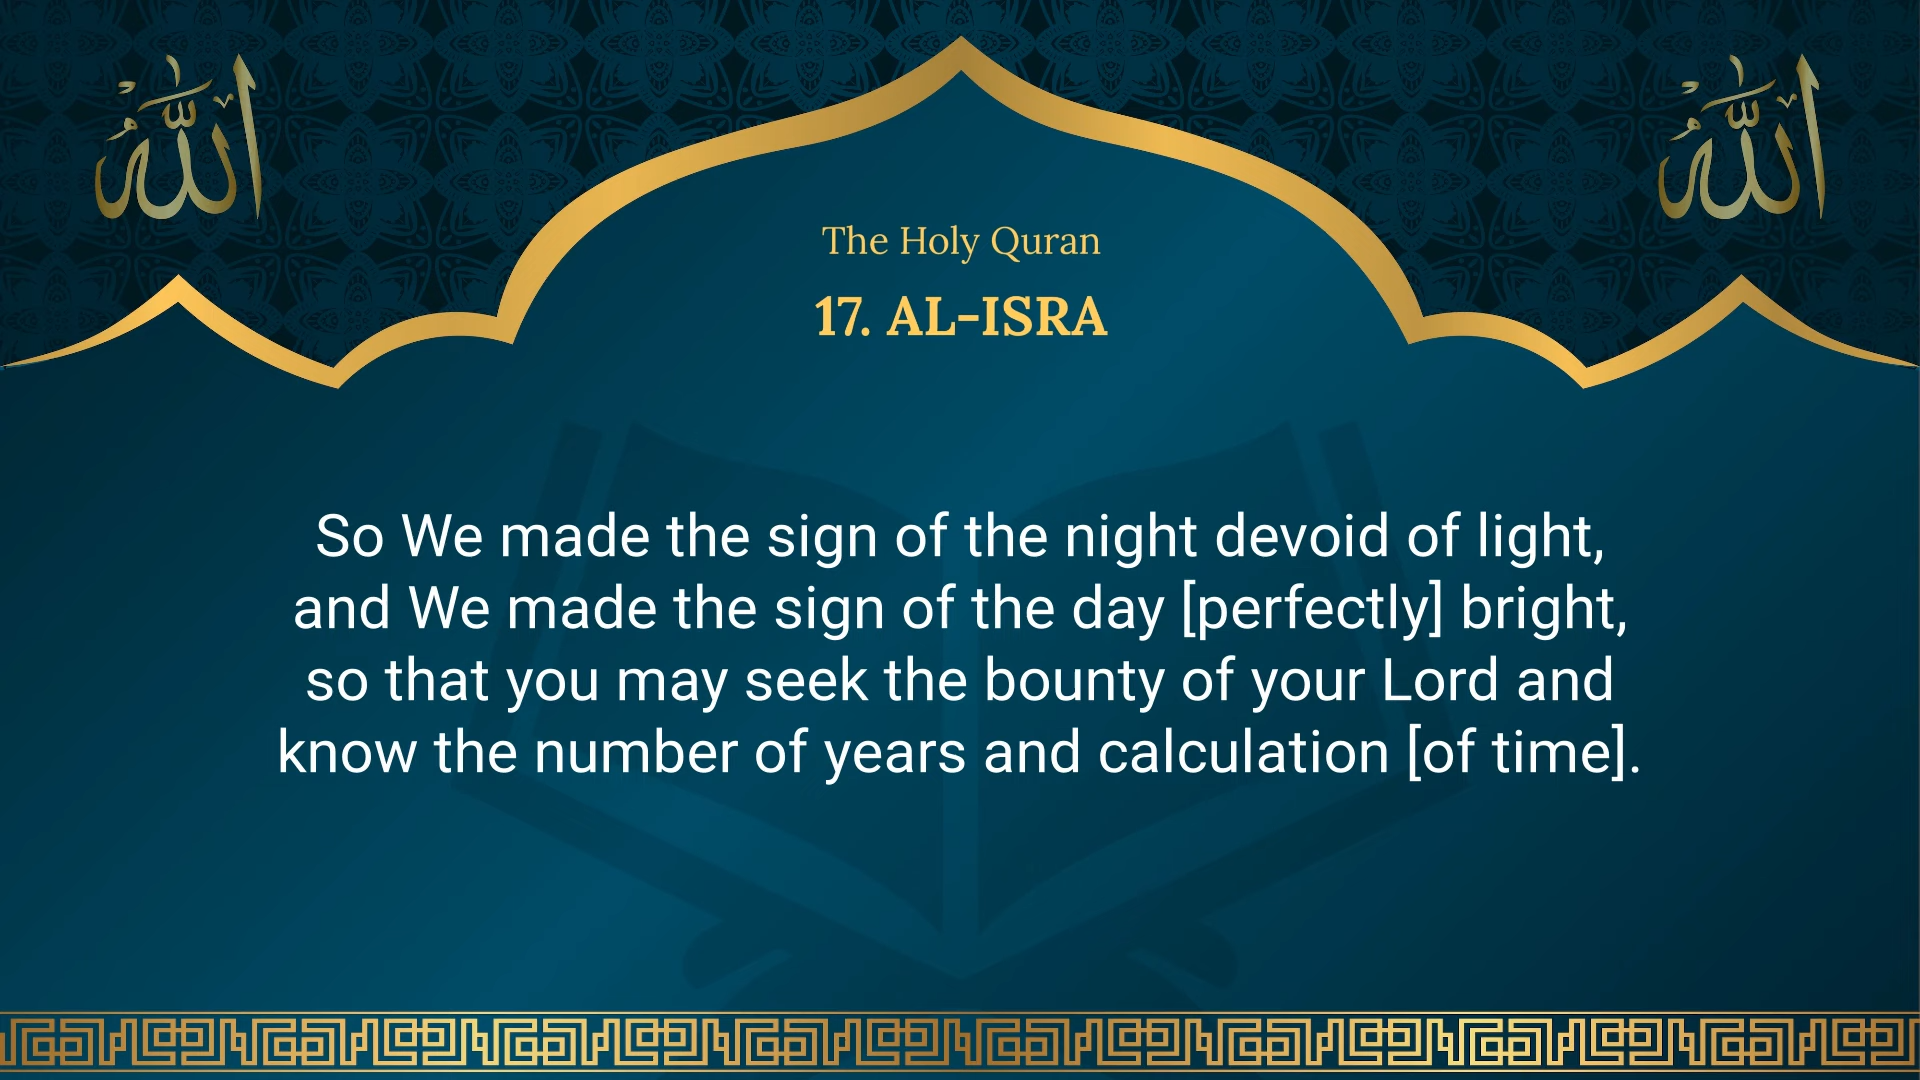 الله
الله
The Holy Quran
17. AL-ISRA
So We made the sign of the night devoid of light,
and We made the sign of the day [perfectly] bright,
so that you may seek the bounty of your Lord and
know the number of years and calculation [of time].